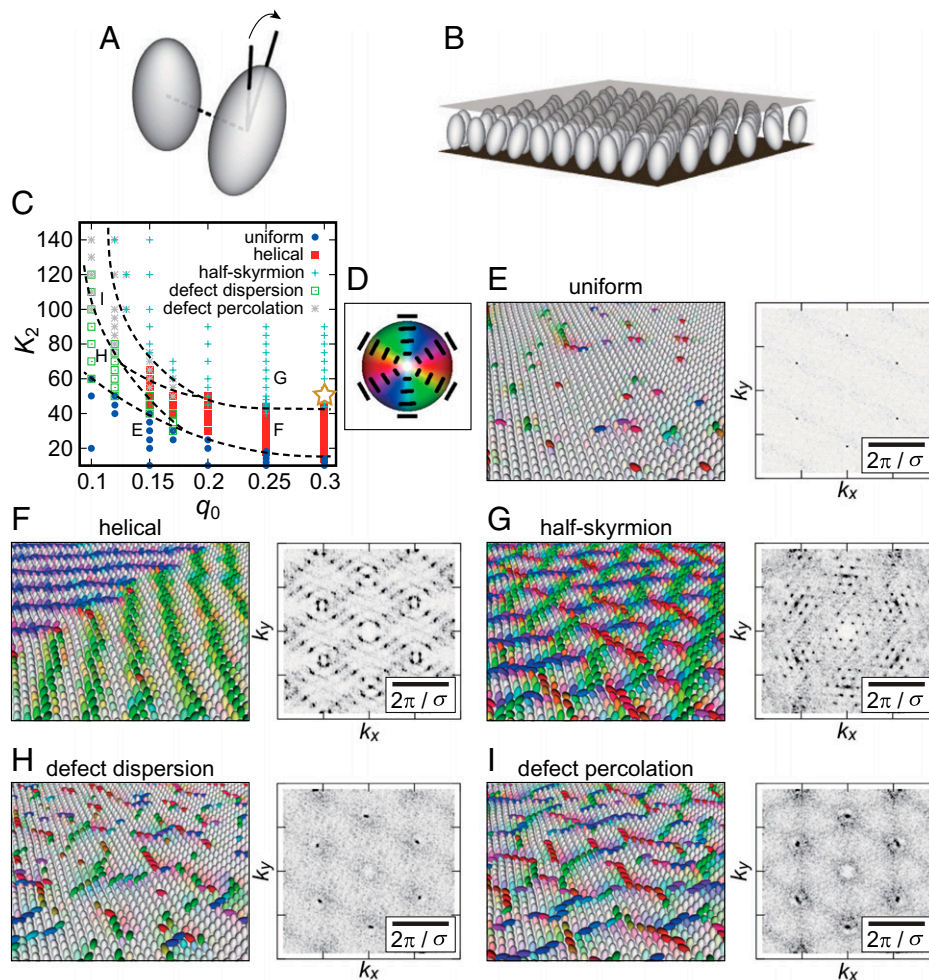 A
B
C
140
120
100
80
60
40
20
K2
0.1
0.15
0.2
0.25
0.3
q0
uniform
helical
half-skyrmion
defect dispersion
defect percolation
I
H
E
G
F
D
E
uniform
ky
kx
2π / σ
F
helical
ky
kx
2π / σ
G
half-skyrmion
ky
kx
2π / σ
H
defect dispersion
ky
kx
2π / σ
I
defect percolation
ky
kx
2π / σ